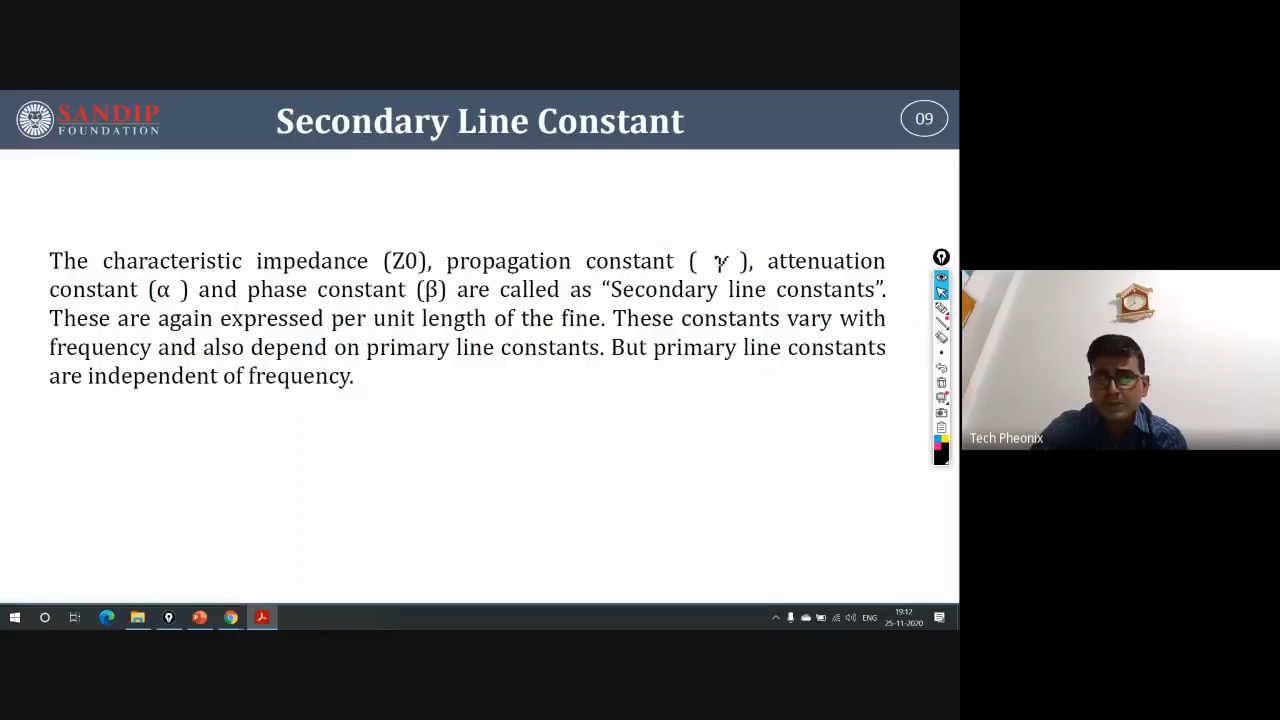 SANDIP
FOUNDATION
Secondary Line Constant
09
The characteristic impedance (Z0), propagation constant ( γ ), attenuation
constant (α ) and phase constant (β) are called as “Secondary line constants”.
These are again expressed per unit length of the fine. These constants vary with
frequency and also depend on primary line constants. But primary line constants
are independent of frequency.
Tech Pheonix
ENG
19:12
25-11-2020